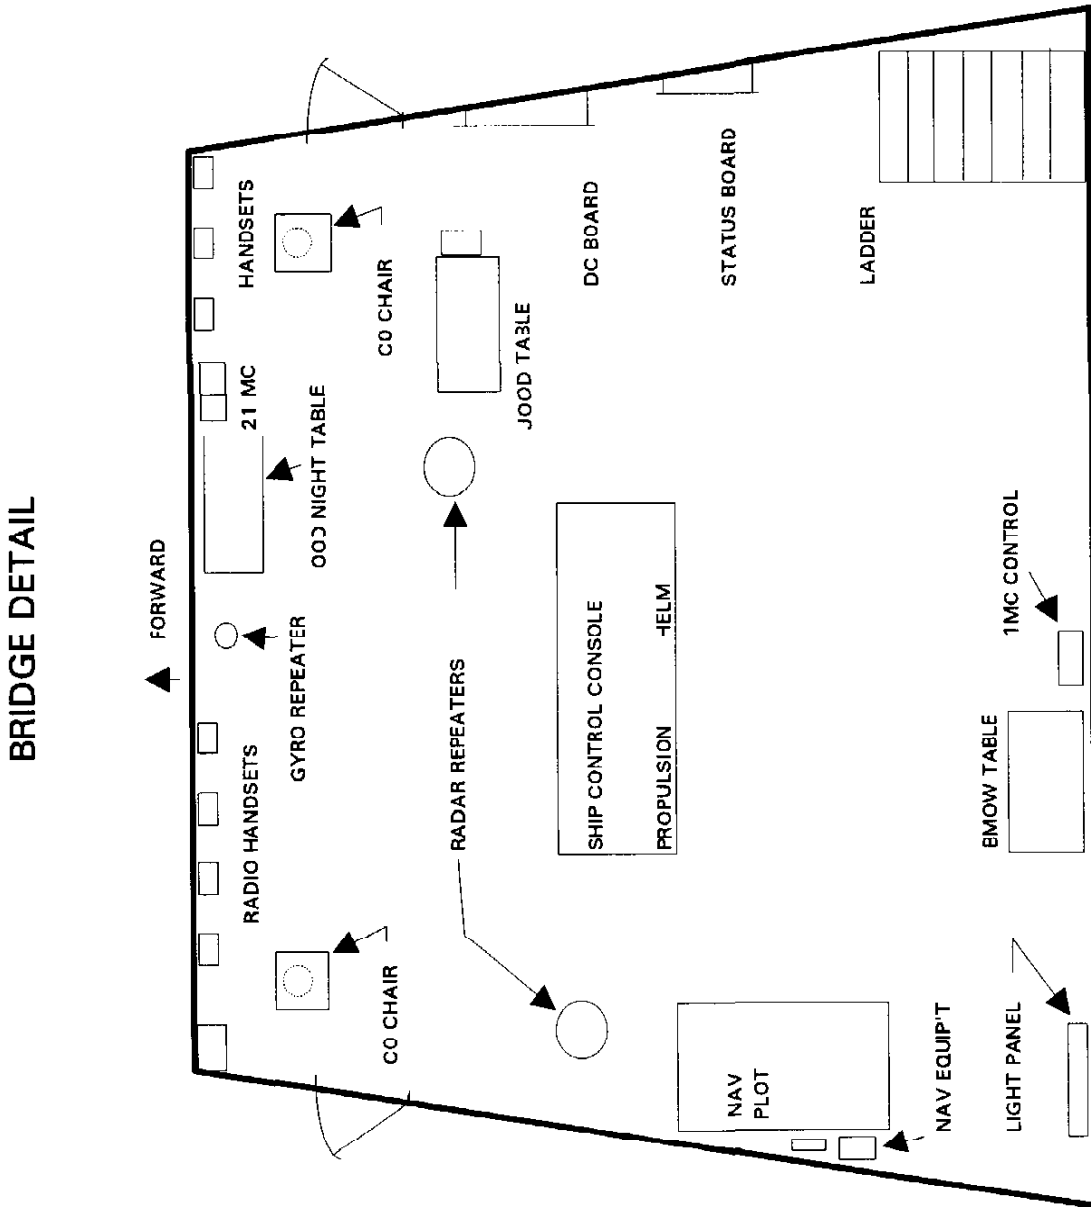 BRIDGE DETAIL
FORWARD
HANDSETS
21 MC
OOD NIGHT TABLE
GYRO REPEATER
RADIO HANDSETS
CO CHAIR
CO CHAIR
JOOD TABLE
RADAR REPEATERS
DC BOARD
STATUS BOARD
LADDER
SHIP CONTROL CONSOLE
PROPULSION
HELM
NAV
PLOT
NAV EQUIP'T
LIGHT PANEL
BMOW TABLE
1MC CONTROL